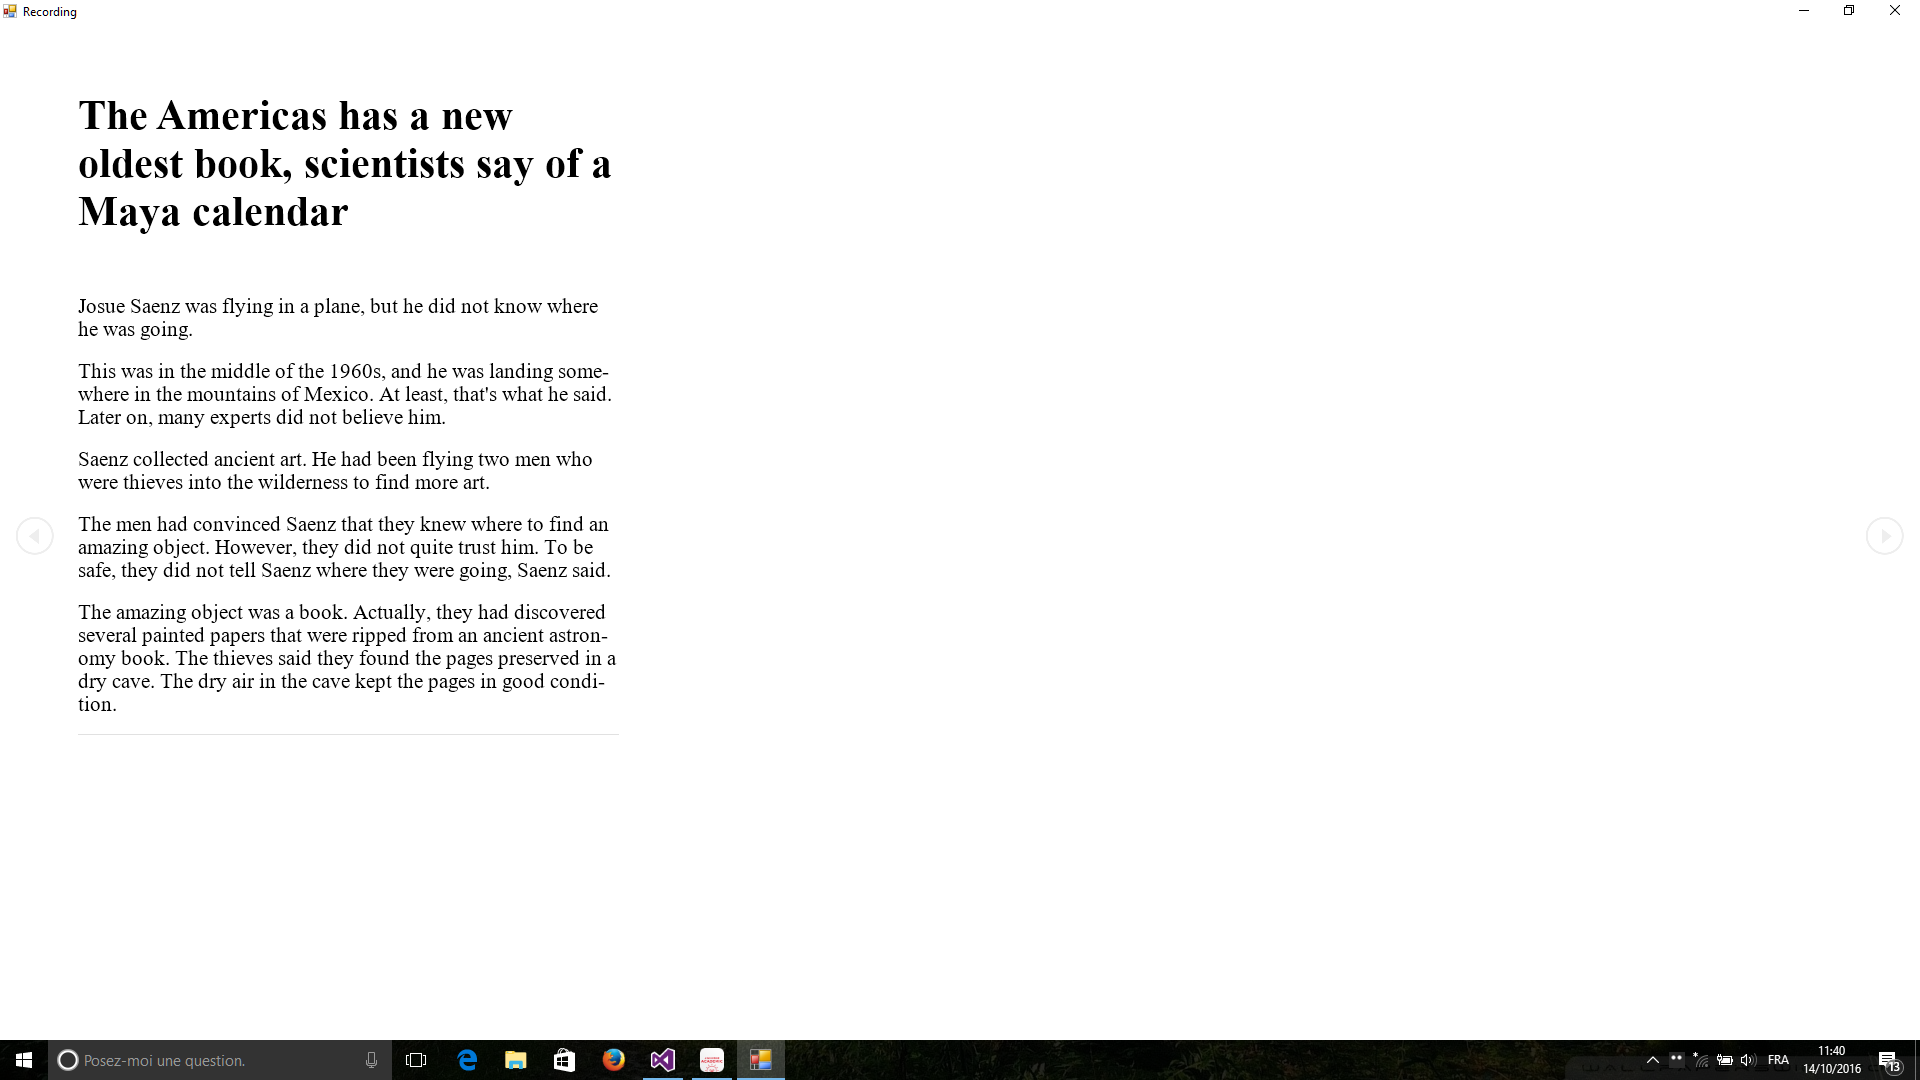 Recording
The Americas has a new
oldest book, scientists say of a
Maya calendar
Josue Saenz was flying in a plane, but he did not know where
he was going.
This was in the middle of the 1960s, and he was landing some-
where in the mountains of Mexico. At least, that's what he said.
Later on, many experts did not believe him.
Saenz collected ancient art. He had been flying two men who
were thieves into the wilderness to find more art.
The men had convinced Saenz that they knew where to find an
amazing object. However, they did not quite trust him. To be
safe, they did not tell Saenz where they were going, Saenz said.
The amazing object was a book. Actually, they had discovered
several painted papers that were ripped from an ancient astron-
omy book. The thieves said they found the pages preserved in a
dry cave. The dry air in the cave kept the pages in good condi-
tion.
Posez-moi une question.
FRA
11:40
14/10/2016
13